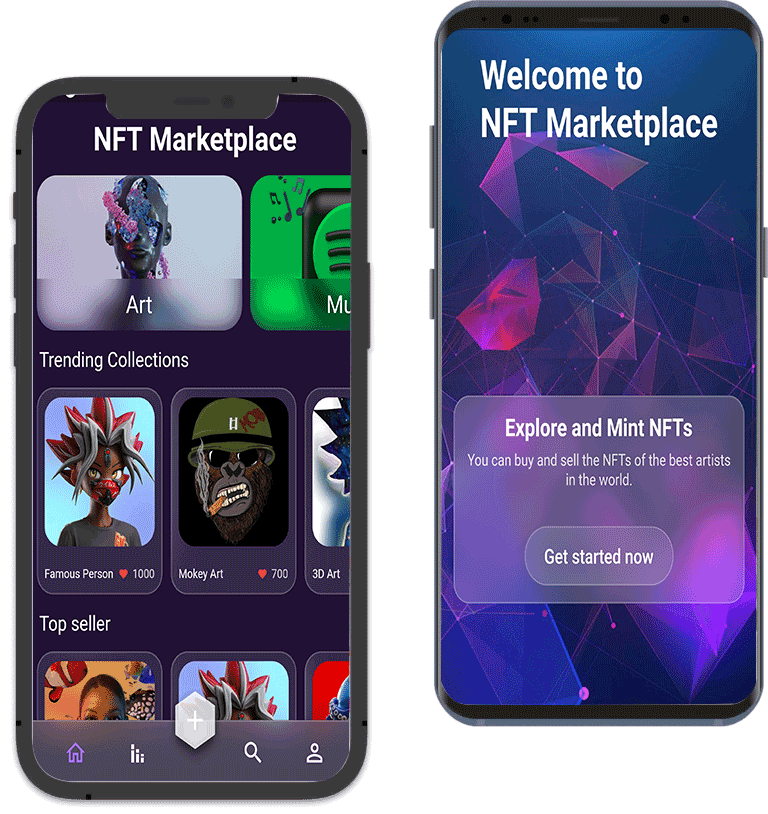 NFT Marketplace
Art
Mu
Trending Collections
Famous Person 1000
Mokey Art 700
3D Art
Top seller
Welcome to
NFT Marketplace
Explore and Mint NFTs
You can buy and sell the NFTs of the best artists
in the world.
Get started now